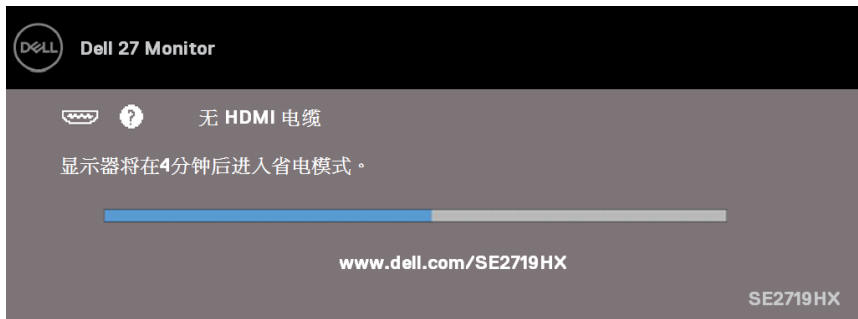 DELL
Dell 27 Monitor
? 无 HDMI 电缆
显示器将在4分钟后进入省电模式。
www.dell.com/SE2719HX
SE2719HX